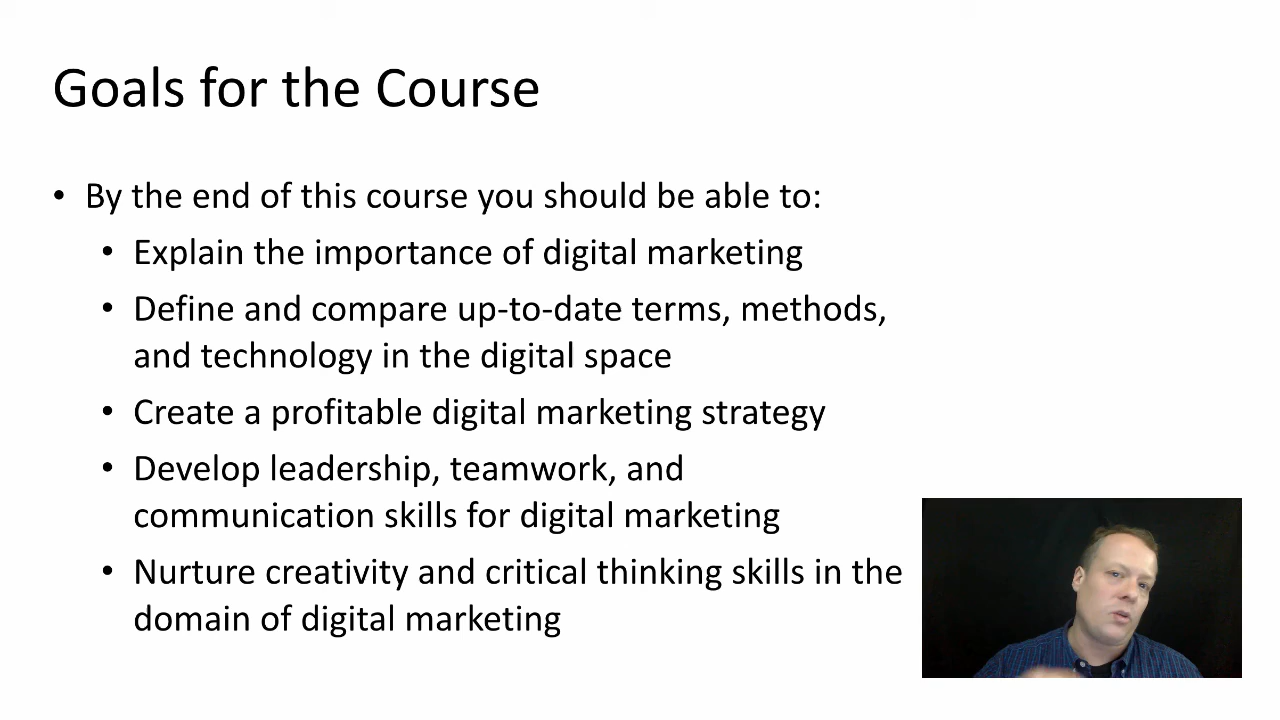 Goals for the Course
• By the end of this course you should be able to:
• Explain the importance of digital marketing
• Define and compare up-to-date terms, methods,
and technology in the digital space
• Create a profitable digital marketing strategy
• Develop leadership, teamwork, and
communication skills for digital marketing
• Nurture creativity and critical thinking skills in the
domain of digital marketing